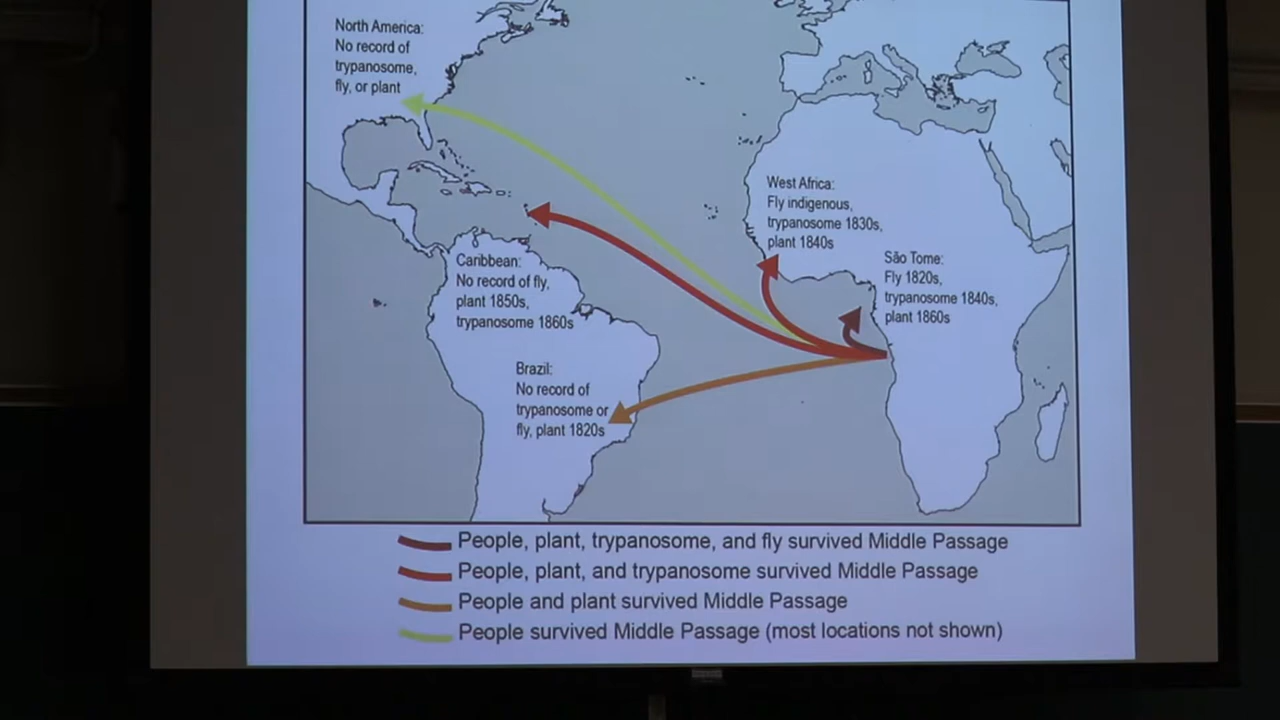 North America:
No record of
trypanosome,
fly, or plant
West Africa:
Fly indigenous,
trypanosome 1830s,
plant 1840s
São Tome:
Fly 1820s,
trypanosome 1840s,
plant 1860s
Caribbean:
No record of fly,
plant 1850s,
trypanosome 1860s
Brazil:
No record of
trypanosome or
fly, plant 1820s
People, plant, trypanosome, and fly survived Middle Passage
People, plant, and trypanosome survived Middle Passage
People and plant survived Middle Passage
People survived Middle Passage (most locations not shown)